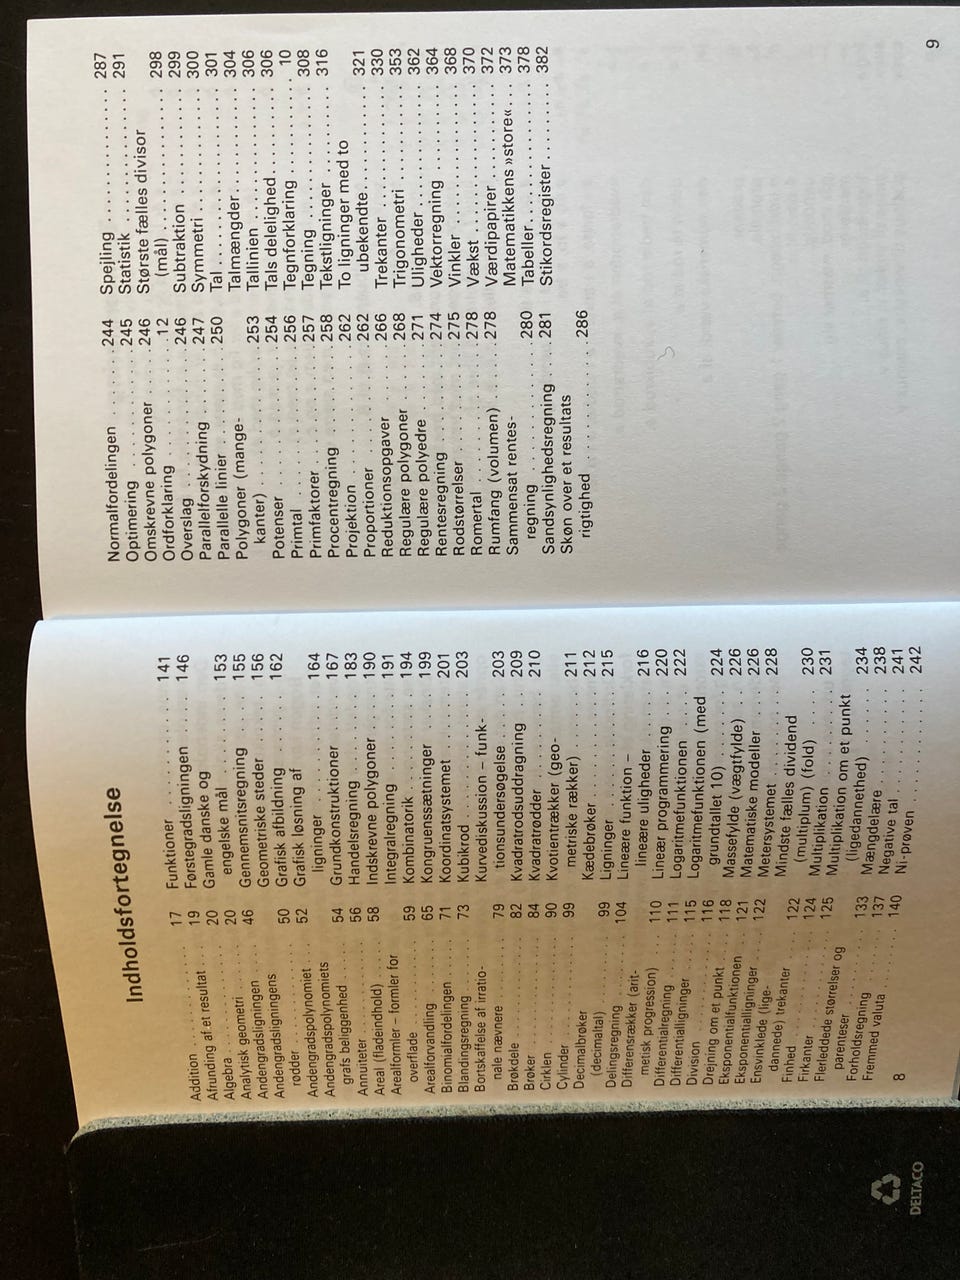 Indholdsfortegnelse
Addition . . . . . . . . . . . . . . 17
Afrunding af et resultat . . . . 19
Algebra . . . . . . . . . . . . . . 20
Analytisk geometri . . . . . . . 20
Andengradsligningen . . . . . . 46
Andengradsligningens
rødder . . . . . . . . . . . . . . 50
Andengradspolynomiet . . . . 52
Andengradspolynomiets
grafs beliggenhed . . . . . . . 54
Annuiteter . . . . . . . . . . . . 56
Areal (fladeindhold) . . . . . . 58
Arealformler – formler for
overflade . . . . . . . . . . . . 59
Arealforvandling . . . . . . . . 65
Binomialfordelingen . . . . . . 71
Blandingsregning . . . . . . . . 73
Bortskaffelse af irratio-
nale nævnere . . . . . . . . . . 79
Brøkdele . . . . . . . . . . . . . 82
Brøker . . . . . . . . . . . . . . 84
Cirklen . . . . . . . . . . . . . . 90
Cylinder . . . . . . . . . . . . . 99
Decimalbrøker
(decimaltal) . . . . . . . . . . . 99
Delingsregning . . . . . . . . . 104
Differensrækker (arit-
metisk progression) . . . . . . 110
Differentialregning . . . . . . . 111
Differentialligninger . . . . . . 115
Division . . . . . . . . . . . . . 116
Drejning om et punkt . . . . . 118
Eksponentialfunktionen . . . . 121
Eksponentialligninger . . . . . 122
Ensvinklede (lige-
dannede) trekanter . . . . . . 122
Finhed . . . . . . . . . . . . . . 124
Firkanter . . . . . . . . . . . . . 125
Flerleddede størrelser og
parenteser . . . . . . . . . . . 133
Forholdsregning . . . . . . . . 137
Fremmed valuta . . . . . . . . 140
8
Funktioner . . . . . . . . . . . . 141
Førstegradsligningen . . . . . . 146
Gamle danske og
engelske mål . . . . . . . . . . 153
Gennemsnitsregning . . . . . . 155
Geometriske steder . . . . . . 156
Grafisk afbildning . . . . . . . . 162
Grafisk løsning af
ligninger . . . . . . . . . . . . . 164
Grundkonstruktioner . . . . . . 167
Handelsregning . . . . . . . . . 183
Indskrevne polygoner . . . . . 190
Integralregning . . . . . . . . . 191
Kombinatorik . . . . . . . . . . 194
Kongruenssætninger . . . . . . 199
Koordinatsystemet . . . . . . . 201
Kubikrod . . . . . . . . . . . . . 203
Kurvediskussion – funk-
tionsundersøgelse . . . . . . . 203
Kvadratrodsuddragning . . . . 209
Kvadratrødder . . . . . . . . . . 210
Kvotientrækker (geo-
metriske rækker) . . . . . . . . 211
Kædebrøker . . . . . . . . . . . 212
Ligninger . . . . . . . . . . . . . 215
Lineære funktion –
lineære uligheder . . . . . . . 216
Lineær programmering . . . . 220
Logaritmefunktionen . . . . . . 222
Logaritmefunktionen (med
grundtallet 10) . . . . . . . . . 224
Massefylde (vægtfylde) . . . . 226
Matematiske modeller . . . . . 226
Metersystemet . . . . . . . . . 228
Mindste fælles dividend
(multiplum) (fold) . . . . . . . 230
Multiplikation . . . . . . . . . . 231
Multiplikation om et punkt
(ligedannethed) . . . . . . . . 234
Mængdelære . . . . . . . . . . 238
Negative tal . . . . . . . . . . . 241
Ni-prøven . . . . . . . . . . . . 242
Normalfordelingen . . . . . . . 244
Optimering . . . . . . . . . . . . 245
Omskrevne polygoner . . . . . 246
Ordforklaring . . . . . . . . . . 12
Overslag . . . . . . . . . . . . . 246
Parallelforskydning . . . . . . . 247
Parallelle linier . . . . . . . . . 250
Polygoner (mange-
kanter) . . . . . . . . . . . . . . 253
Potenser . . . . . . . . . . . . . 254
Primtal . . . . . . . . . . . . . . 256
Primfaktorer . . . . . . . . . . . 257
Procentregning . . . . . . . . . 258
Projektion . . . . . . . . . . . . 262
Proportioner . . . . . . . . . . . 262
Reduktionsopgaver . . . . . . . 266
Regulære polygoner . . . . . . 268
Regulære polyedre . . . . . . . 271
Rentesregning . . . . . . . . . . 274
Rodstørrelser . . . . . . . . . . 275
Romertal . . . . . . . . . . . . . 278
Rumfang (volumen) . . . . . . 278
Sammensat rentes-
regning . . . . . . . . . . . . . 280
Sandsynlighedsregning . . . . 281
Skøn over et resultats
rigtighed . . . . . . . . . . . . . 286
Spejling . . . . . . . . . . . . . . 287
Statistik . . . . . . . . . . . . . . 291
Største fælles divisor
(mål) . . . . . . . . . . . . . . . 298
Subtraktion . . . . . . . . . . . 299
Symmetri . . . . . . . . . . . . . 300
Tal . . . . . . . . . . . . . . . . . 301
Talmængder . . . . . . . . . . . 304
Tallinien . . . . . . . . . . . . . . 306
Tals delelighed . . . . . . . . . 306
Tegnforklaring . . . . . . . . . . 10
Tegning . . . . . . . . . . . . . . 308
Tekstligninger . . . . . . . . . . 316
To ligninger med to
ubekendte . . . . . . . . . . . . 321
Trekanter . . . . . . . . . . . . . 330
Trigonometri . . . . . . . . . . . 353
Uligheder . . . . . . . . . . . . . 362
Vektorregning . . . . . . . . . . 364
Vinkler . . . . . . . . . . . . . . 368
Vækst . . . . . . . . . . . . . . . 370
Værdipapirer . . . . . . . . . . . 372
Matematikkens »store« . . . . 373
Tabeller . . . . . . . . . . . . . . 378
Stikordsregister . . . . . . . . . 382
9
DELTACO